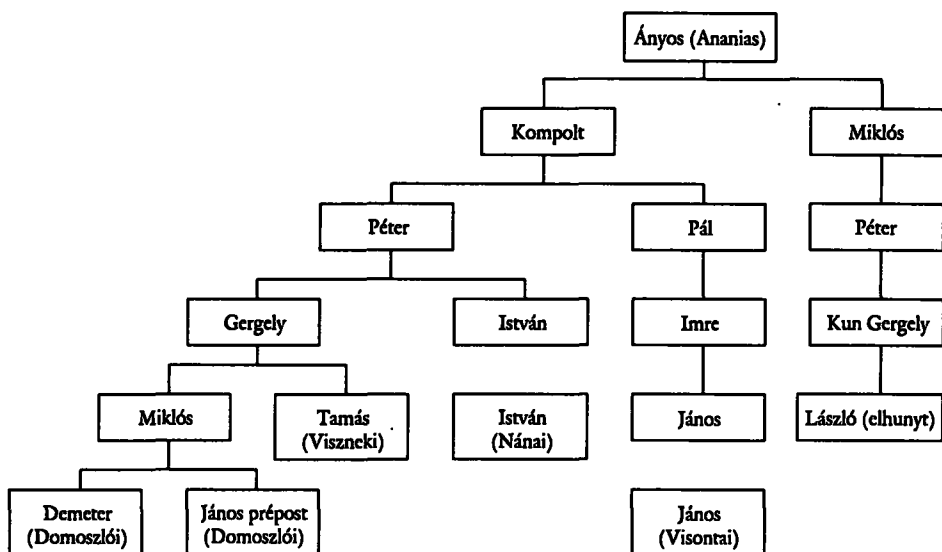 Ányos (Ananias)
Kompolt
Miklós
Péter
Pál
Péter
Gergely
István
Imre
Kun Gergely
Miklós
Tamás
(Viszneki)
István
(Nánai)
János
László (elhunyt)
Demeter
(Domoszlói)
János prépost
(Domoszlói)
János
(Visontai)